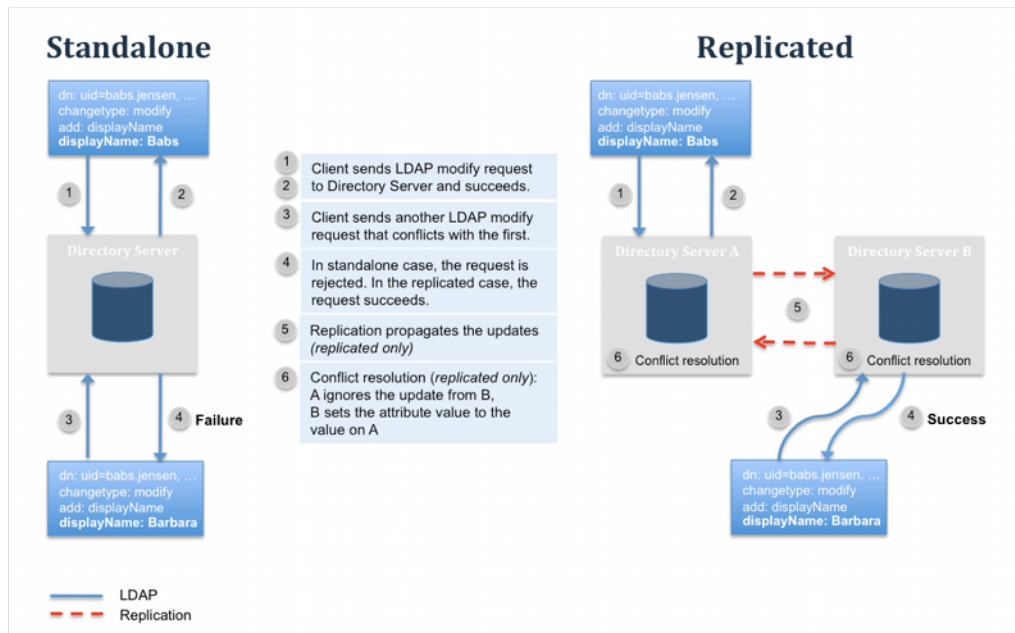 Standalone
dn: uid=babs.jensen, …
changetype: modify
add: displayName
displayName: Babs
1
2
Directory Server
3
4
Failure
dn: uid=babs.jensen, …
changetype: modify
add: displayName
displayName: Barbara
LDAP
Replication
1
2
Client sends LDAP modify request
to Directory Server and succeeds.
3
Client sends another LDAP modify
request that conflicts with the first.
4
In standalone case, the request is
rejected. In the replicated case, the
request succeeds.
5
Replication propagates the updates
(replicated only)
6
Conflict resolution (replicated only):
A ignores the update from B,
B sets the attribute value to the
value on A
Replicated
dn: uid=babs.jensen, …
changetype: modify
add: displayName
displayName: Babs
1
2
Directory Server A
Directory Server B
5
6 Conflict resolution
6 Conflict resolution
3
4
Success
dn: uid=babs.jensen, …
changetype: modify
add: displayName
displayName: Barbara